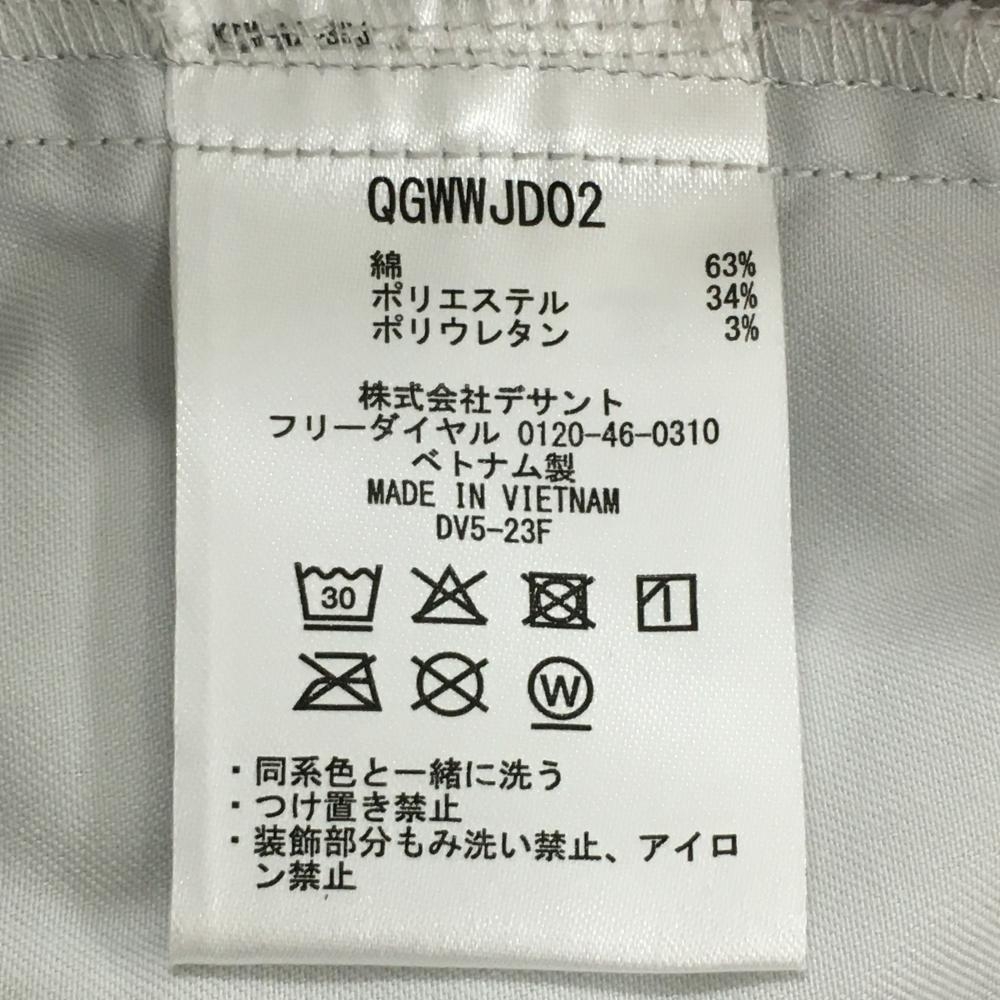 QGWWJD02
綿 63%
ポリエステル 34%
ポリウレタン 3%
株式会社デサント
フリーダイヤル 0120-46-0310
ベトナム製
MADE IN VIETNAM
DV5-23F
30
W
・同系色と一緒に洗う
・つけ置き禁止
・装飾部分もみ洗い禁止、アイロ
ン禁止